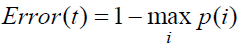 Error(t) = 1 − max p(i)
i